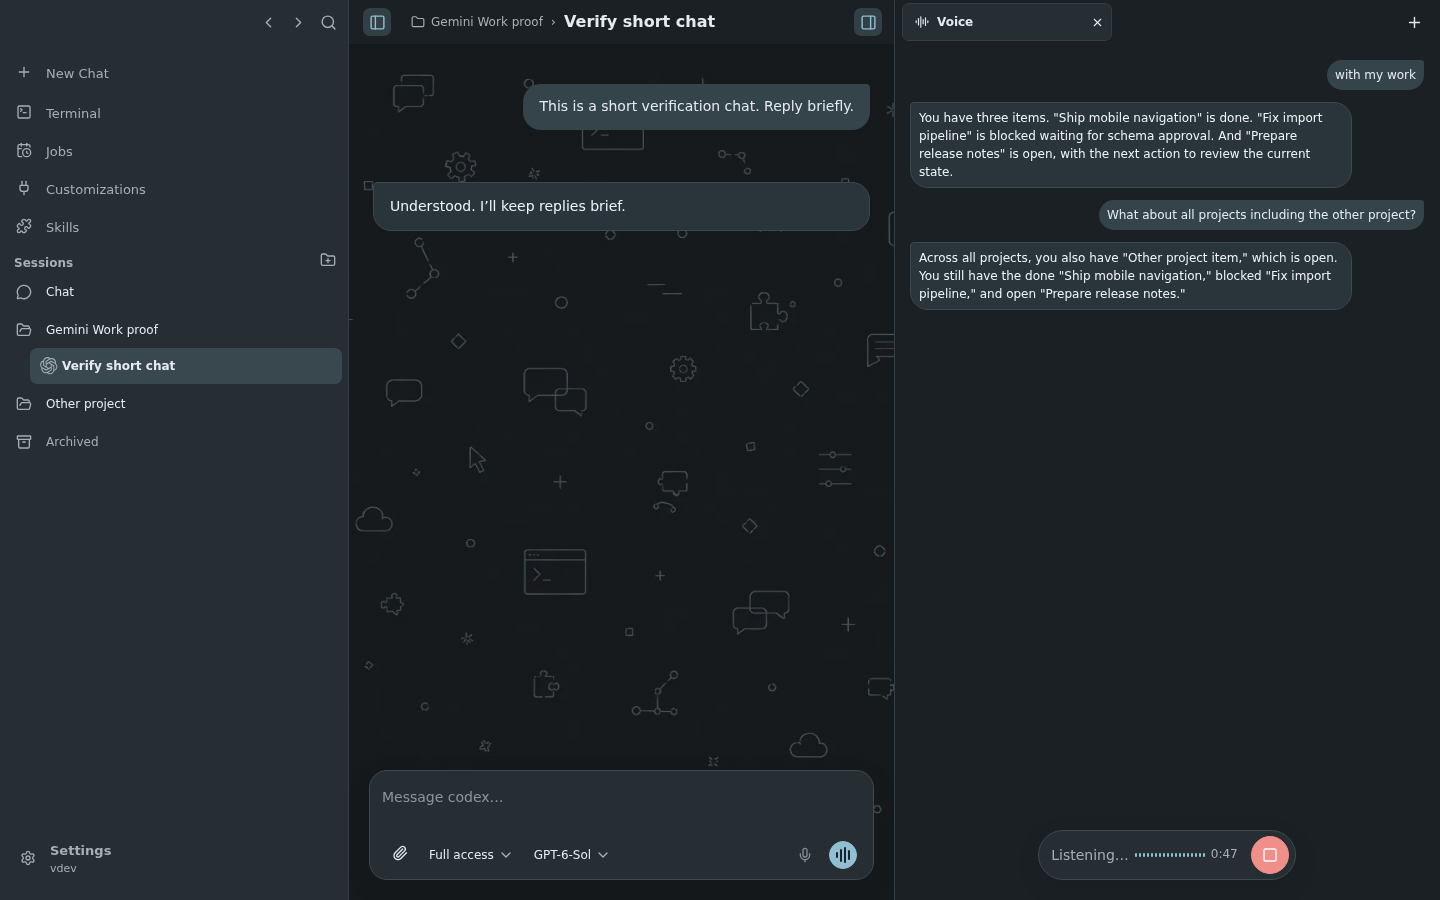 New Chat
Terminal
Jobs
Customizations
Skills
Sessions
Chat
Gemini Work proof
Verify short chat
Other project
Archived
Settings
vdev
Gemini Work proof › Verify short chat
This is a short verification chat. Reply briefly.
Understood. I’ll keep replies brief.
Message codex…
Full access
GPT-6-Sol
Voice
with my work
You have three items. "Ship mobile navigation" is done. "Fix import
pipeline" is blocked waiting for schema approval. And "Prepare
release notes" is open, with the next action to review the current
state.
What about all projects including the other project?
Across all projects, you also have "Other project item," which is open.
You still have the done "Ship mobile navigation," blocked "Fix import
pipeline," and open "Prepare release notes."
Listening… 0:47